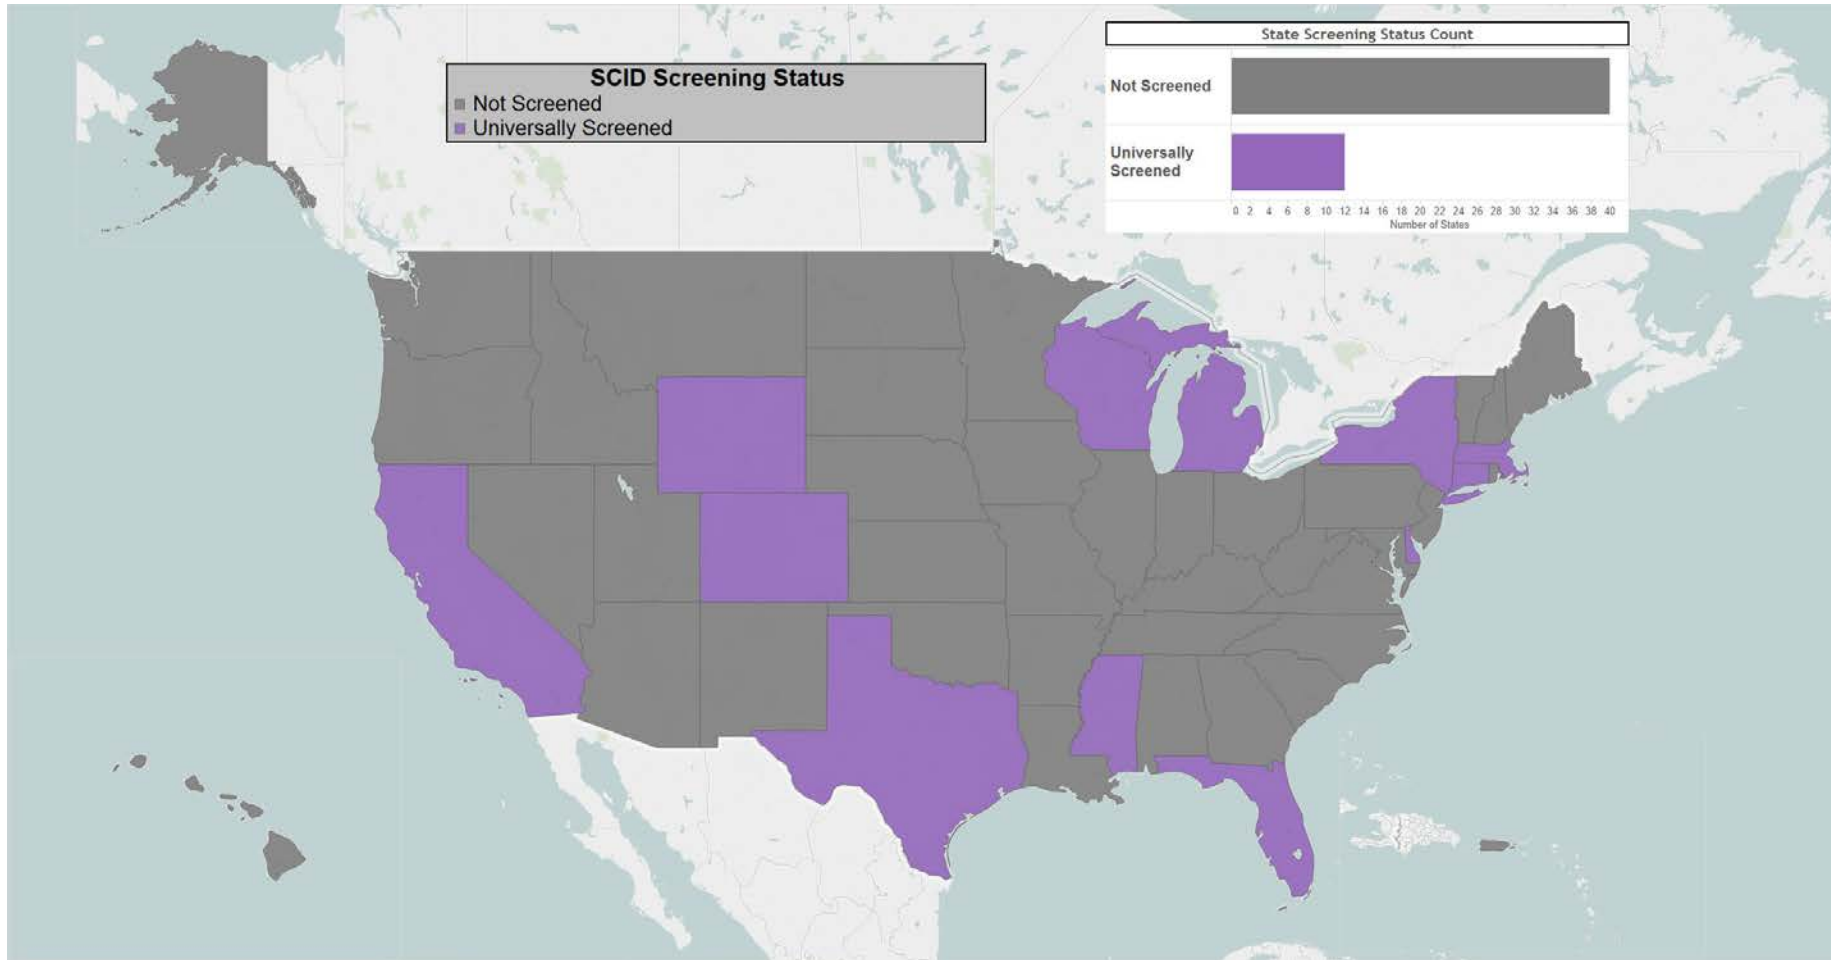 SCID Screening Status
Not Screened
Universally Screened
State Screening Status Count
Not Screened
Universally
Screened
0 2 4 6 8 10 12 14 16 18 20 22 24 26 28 30 32 34 36 38 40
Number of States